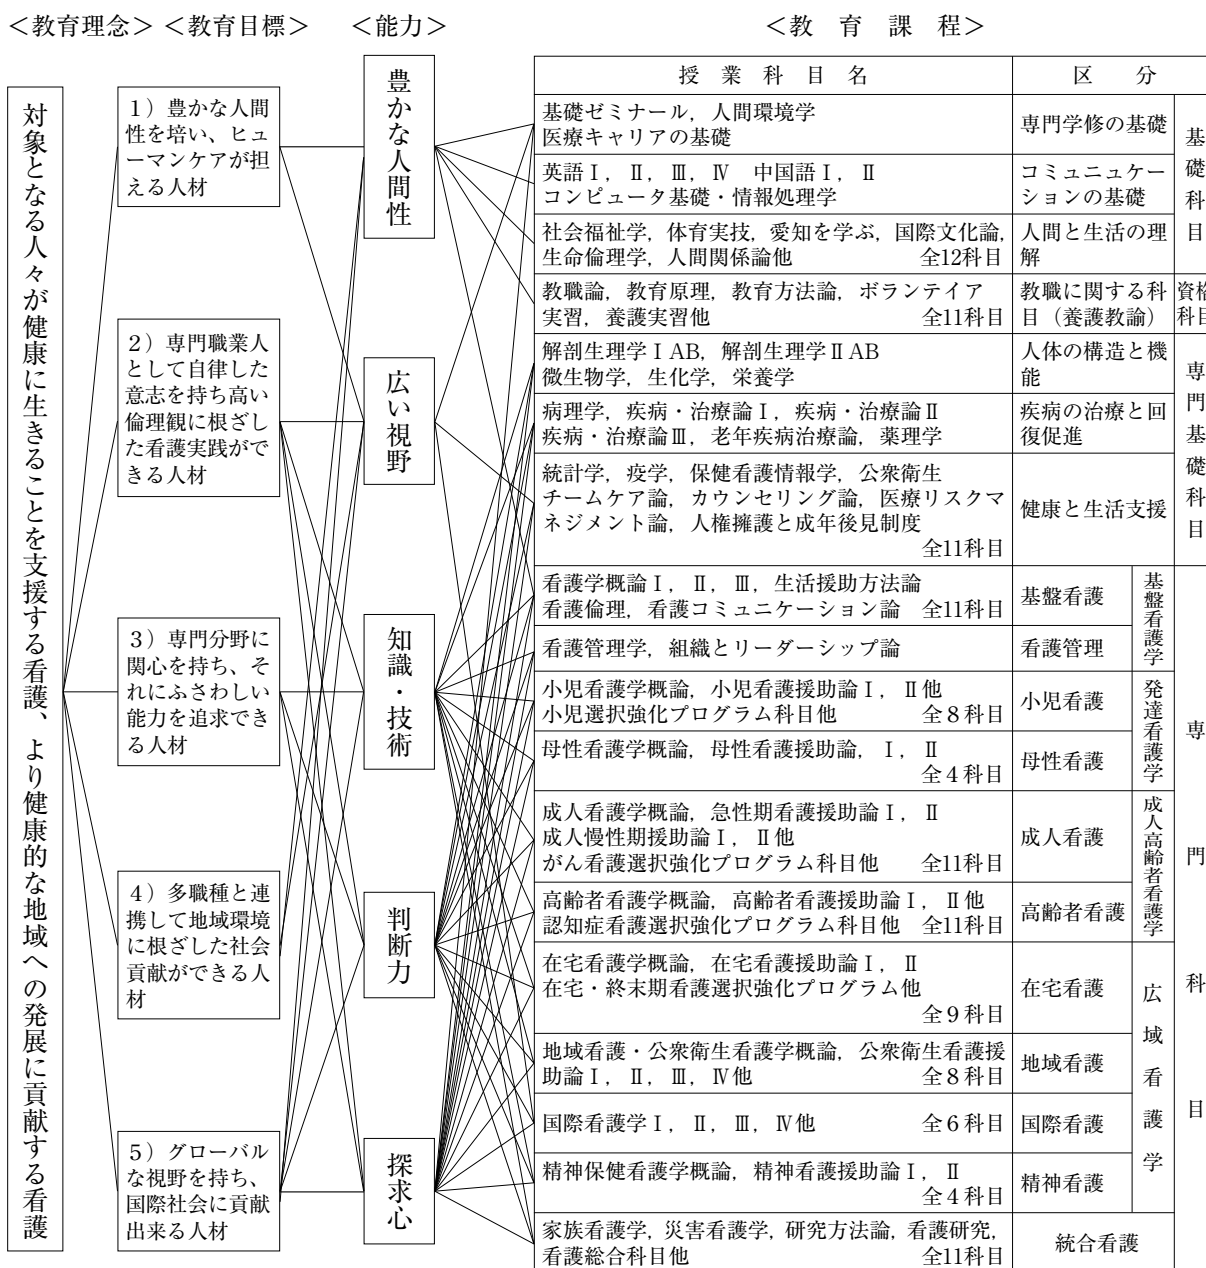 ＜教育理念＞ ＜教育目標＞ ＜能力＞ ＜教 育 課 程＞
対象となる人々が健康に生きることを支援する看護、より健康的な地域への発展に貢献する看護
1）豊かな人間
性を培い、ヒュ
ーマンケアが担
える人材
2）専門職業人
として自律した
意志を持ち高い
倫理観に根ざし
た看護実践がで
きる人材
3）専門分野に
関心を持ち、そ
れにふさわしい
能力を追求でき
る人材
4）多職種と連
携して地域環境
に根ざした社会
貢献ができる人
材
5）グローバル
な視野を持ち、
国際社会に貢献
出来る人材
豊かな人間性
広い視野
知識・技術
判断力
探求心
授 業 科 目 名 区 分
基礎ゼミナール，人間環境学
医療キャリアの基礎
専門学修の基礎
基礎科目
英語Ⅰ，Ⅱ，Ⅲ，Ⅳ 中国語Ⅰ，Ⅱ
コンピュータ基礎・情報処理学
コミュニュケー
ションの基礎
社会福祉学，体育実技，愛知を学ぶ，国際文化論，
生命倫理学，人間関係論他 全12科目
人間と生活の理
解
教職論，教育原理，教育方法論，ボランテイア
実習，養護実習他 全11科目
教職に関する科
目（養護教諭）
資格
科目
解剖生理学ⅠAB，解剖生理学ⅡAB
微生物学，生化学，栄養学
人体の構造と機
能
専門基礎科目
病理学，疾病・治療論Ⅰ，疾病・治療論Ⅱ
疾病・治療論Ⅲ，老年疾病治療論，薬理学
疾病の治療と回
復促進
統計学，疫学，保健看護情報学，公衆衛生
チームケア論，カウンセリング論，医療リスクマ
ネジメント論，人権擁護と成年後見制度
全11科目
健康と生活支援
看護学概論Ⅰ，Ⅱ，Ⅲ，生活援助方法論
看護倫理，看護コミュニケーション論 全11科目
基盤看護
基盤看護学
専門科目
看護管理学，組織とリーダーシップ論
看護管理
小児看護学概論，小児看護援助論Ⅰ，Ⅱ他
小児選択強化プログラム科目他 全８科目
小児看護
発達看護学
母性看護学概論，母性看護援助論，Ⅰ，Ⅱ
全４科目
母性看護
成人看護学概論，急性期看護援助論Ⅰ，Ⅱ
成人慢性期援助論Ⅰ，Ⅱ他
がん看護選択強化プログラム科目他 全11科目
成人看護
成人高齢者看護学
高齢者看護学概論，高齢者看護援助論Ⅰ，Ⅱ他
認知症看護選択強化プログラム科目他 全11科目
高齢者看護
在宅看護学概論，在宅看護援助論Ⅰ，Ⅱ
在宅・終末期看護選択強化プログラム他
全９科目
在宅看護
広域看護学
地域看護・公衆衛生看護学概論，公衆衛生看護援
助論Ⅰ，Ⅱ，Ⅲ，Ⅳ他 全８科目
地域看護
国際看護学Ⅰ，Ⅱ，Ⅲ，Ⅳ他 全６科目
国際看護
精神保健看護学概論，精神看護援助論Ⅰ，Ⅱ
全４科目
精神看護
家族看護学，災害看護学，研究方法論，看護研究，
看護総合科目他 全11科目
統合看護